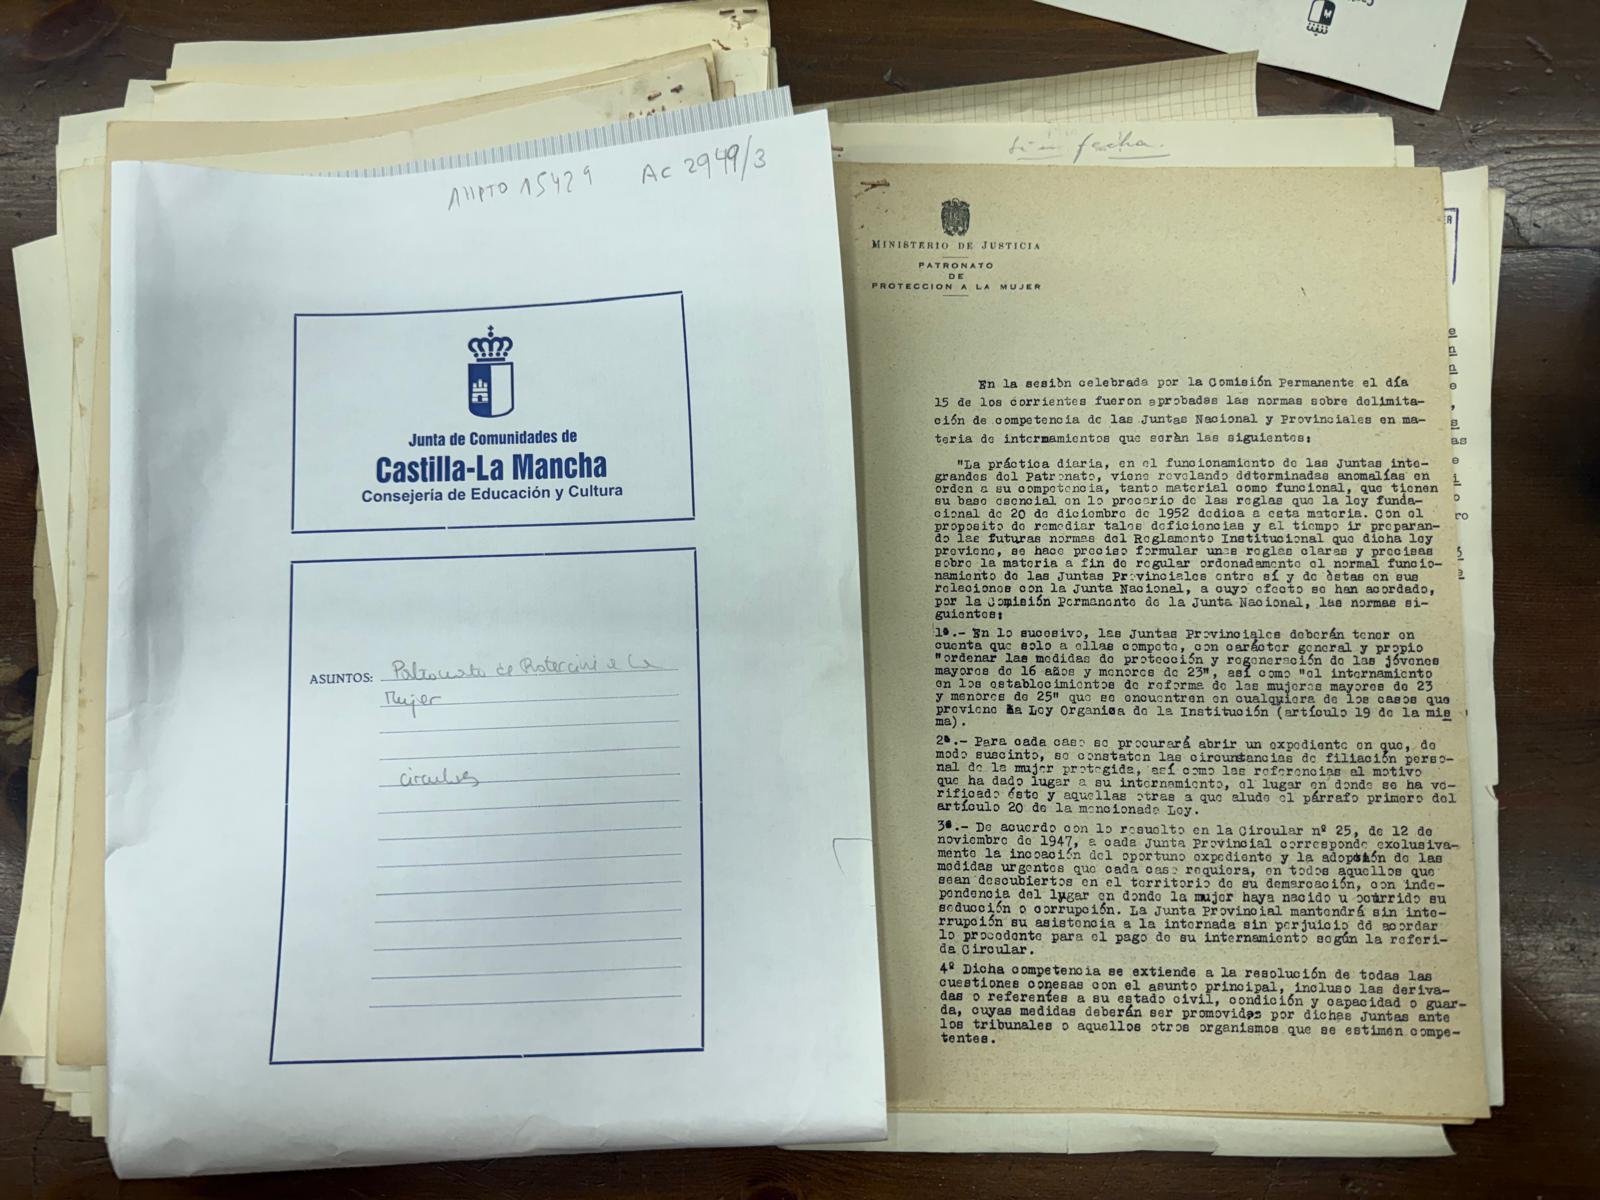 AHPTO 15429 AC 2949/3
Junta de Comunidades de
Castilla-La Mancha
Consejería de Educación y Cultura
ASUNTOS: Patronato de Protección a la
Mujer
circulares
Sin fecha.
MINISTERIO DE JUSTICIA
PATRONATO
DE
PROTECCION A LA MUJER
En la sesión celebrada por la Comisión Permanente el día
15 de los corrientes fueron aprobadas las normas sobre delimita-
ción de competencia de las Juntas Nacional y Provinciales en ma-
teria de internamientos que serán las siguientes:
"La práctica diaria, en el funcionamiento de las Juntas inte-
grandes del Patronato, viene revelando determinadas anomalías en
orden a su competencia, tanto material como funcional, que tienen
su base esencial en lo precario de las reglas que la ley funda-
cional de 20 de diciembre de 1952 dedica a esta materia. Con el
proposito de remediar tales deficiencias y al tiempo ir preparan-
do las futuras normas del Reglamento Institucional que dicha ley
previene, se hace preciso formular unas reglas claras y precisas
sobre la materia a fin de regular ordenadamente el normal funcio-
namiento de las Juntas Provinciales entre sí y de éstas en sus
relaciones con la Junta Nacional, a cuyo efecto se han acordado,
por la Comisión Permanente de la Junta Nacional, las normas si-
guientes:
1ª.- En lo sucesivo, las Juntas Provinciales deberán tener en
cuenta que solo a ellas compete, con carácter general y propio
"ordenar las medidas de protección y regeneración de las jóvenes
mayores de 16 años y menores de 23", así como "el internamiento
en los establecimientos de reforma de las mujeres mayores de 23
y menores de 25" que se encuentren en cualquiera de los casos que
previene la Ley Organica de la Institución (artículo 19 de la mis
ma).
2ª.- Para cada caso se procurará abrir un expediente en que, de
modo suscinto, se constaten las circunstancias de filiación perso-
nal de la mujer protegida, así como las referencias al motivo
que ha dado lugar a su internamiento, el lugar en donde se ha ve-
rificado éste y aquellas otras a que alude el párrafo primero del
artículo 20 de la mencionada Ley.
3ª.- De acuerdo con lo resuelto en la Circular nº 25, de 12 de
noviembre de 1947, a cada Junta Provincial corresponde exclusiva-
mente la incoación del oportuno expediente y la adopción de las
medidas urgentes que cada caso requiera, en todos aquellos que
sean descubiertos en el territorio de su demarcación, con inde-
pendencia del lugar en donde la mujer haya nacido u ocurrido su
seducción o corrupción. La Junta Provincial mantendrá sin inte-
rrupción su asistencia a la internada sin perjuicio dd acordar
lo procedente para el pago de su internamiento según la referi-
da Circular.
4º Dicha competencia se extiende a la resolución de todas las
cuestiones conesas con el asunto principal, incluso las deriva-
das o referentes a su estado civil, condición y capacidad o guar-
da, cuyas medidas deberán ser promovidas por dichas Juntas ante
los tribunales o aquellos otros organismos que se estimen compe-
tentes.